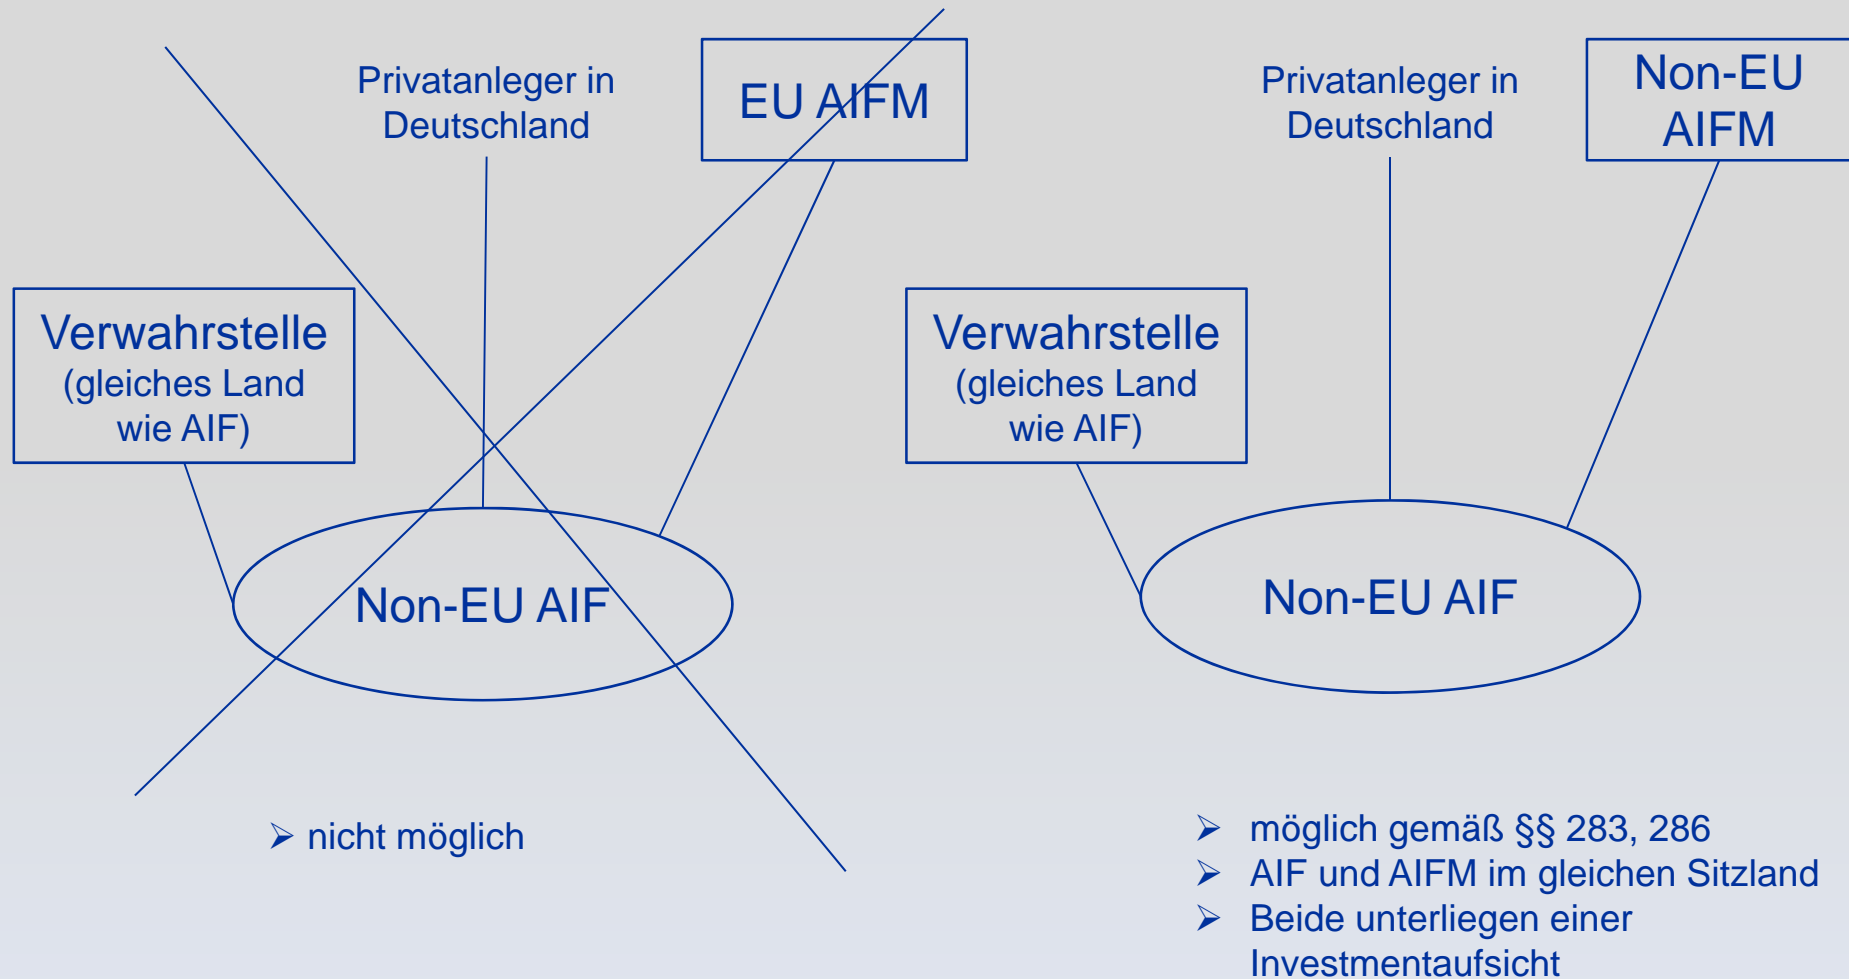 Privatanleger in
Deutschland
EU AIFM
Verwahrstelle
(gleiches Land
wie AIF)
Non-EU AIF
➢ nicht möglich
Privatanleger in
Deutschland
Non-EU
AIFM
Verwahrstelle
(gleiches Land
wie AIF)
Non-EU AIF
➢ möglich gemäß §§ 283, 286
➢ AIF und AIFM im gleichen Sitzland
➢ Beide unterliegen einer
Investmentaufsicht